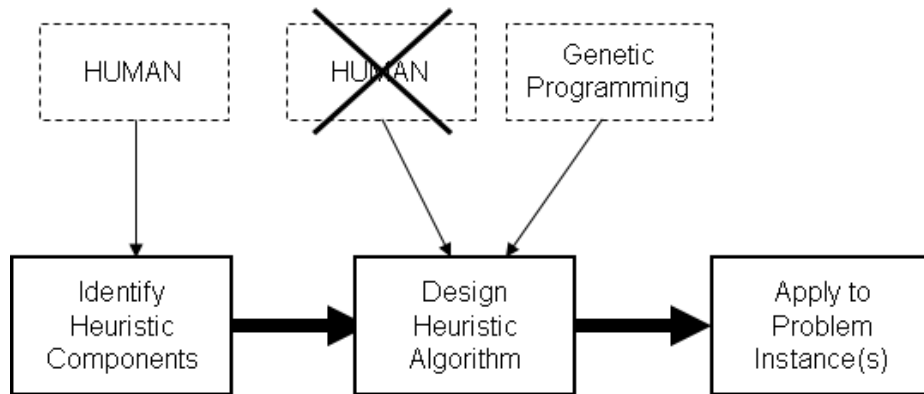 HUMAN
HUMAN
Genetic
Programming
Identify
Heuristic
Components
Design
Heuristic
Algorithm
Apply to
Problem
Instance(s)